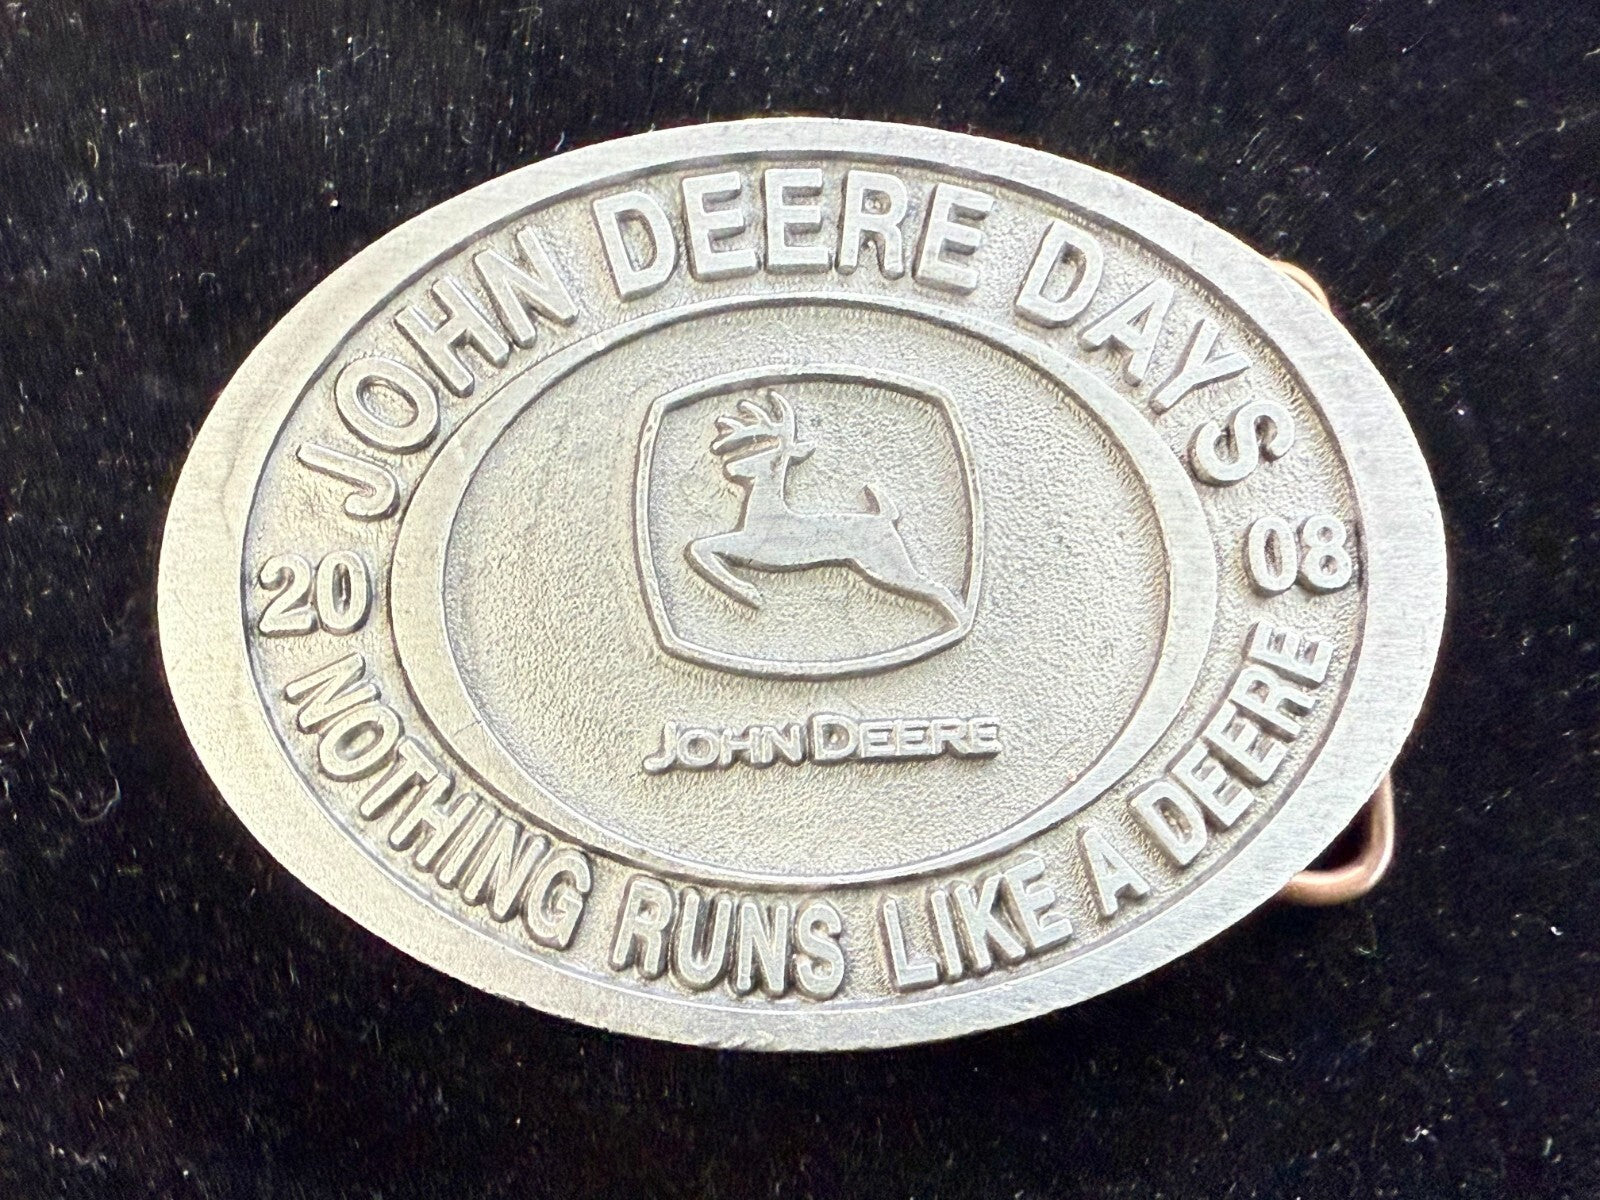 JOHN DEERE DAYS
20 08
JOHN DEERE
NOTHING RUNS LIKE A DEERE